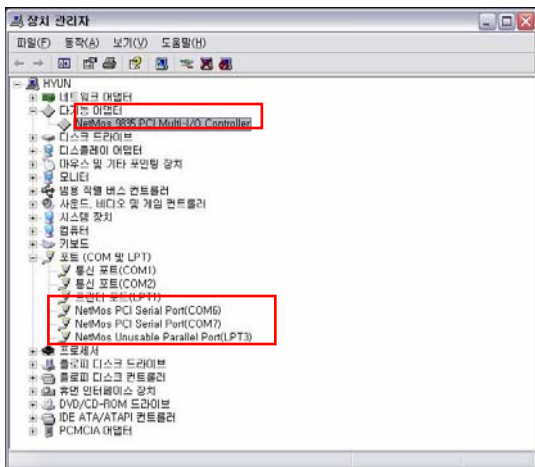 장치 관리자
파일(F) 동작(A) 보기(V) 도움말(H)
HYUN
네트워크 어댑터
다기능 어댑터
NetMos 9835 PCI Multi-I/O Controller
디스크 드라이브
디스플레이 어댑터
마우스 및 기타 포인팅 장치
모니터
범용 직렬 버스 컨트롤러
사운드, 비디오 및 게임 컨트롤러
시스템 장치
컴퓨터
키보드
포트 (COM 및 LPT)
통신 포트(COM1)
통신 포트(COM2)
프린터 포트(LPT1)
NetMos PCI Serial Port(COM6)
NetMos PCI Serial Port(COM7)
NetMos Unusable Parallel Port(LPT3)
프로세서
플로피 디스크 드라이브
플로피 디스크 컨트롤러
휴먼 인터페이스 장치
DVD/CD-ROM 드라이브
IDE ATA/ATAPI 컨트롤러
PCMCIA 어댑터